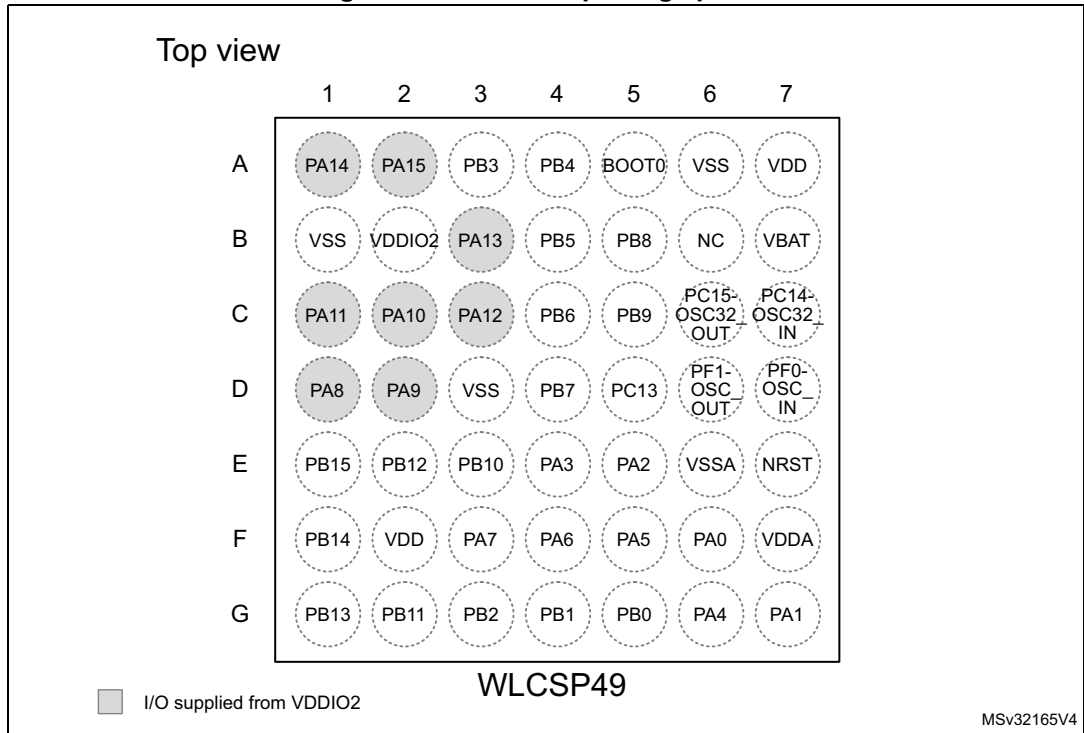 Top view
1 2 3 4 5 6 7
A PA14 PA15 PB3 PB4 BOOT0 VSS VDD
B VSS VDDIO2 PA13 PB5 PB8 NC VBAT
C PA11 PA10 PA12 PB6 PB9 PC15-OSC32_OUT PC14-OSC32_IN
D PA8 PA9 VSS PB7 PC13 PF1-OSC_OUT PF0-OSC_IN
E PB15 PB12 PB10 PA3 PA2 VSSA NRST
F PB14 VDD PA7 PA6 PA5 PA0 VDDA
G PB13 PB11 PB2 PB1 PB0 PA4 PA1
WLCSP49
I/O supplied from VDDIO2
MSv32165V4